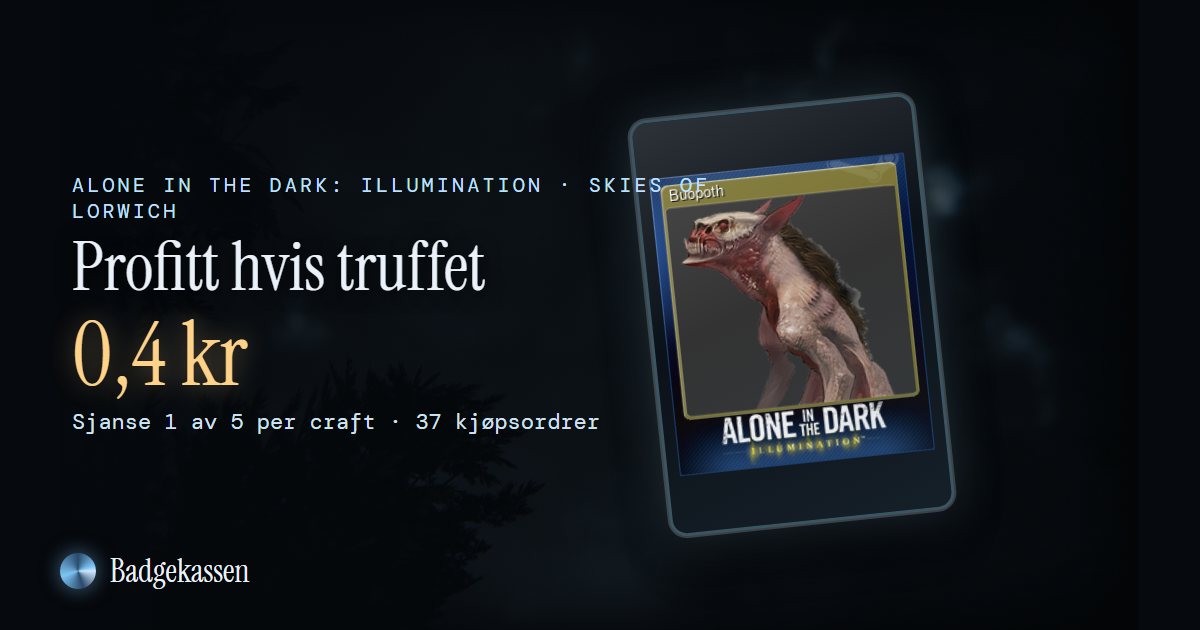 ALONE IN THE DARK: ILLUMINATION · SKIES OF
LORWICH
Profitt hvis truffet
0,4 kr
Sjanse 1 av 5 per craft · 37 kjøpsordrer
Badgekassen
Buopoth
ALONE IN THE DARK
ILLUMINATION